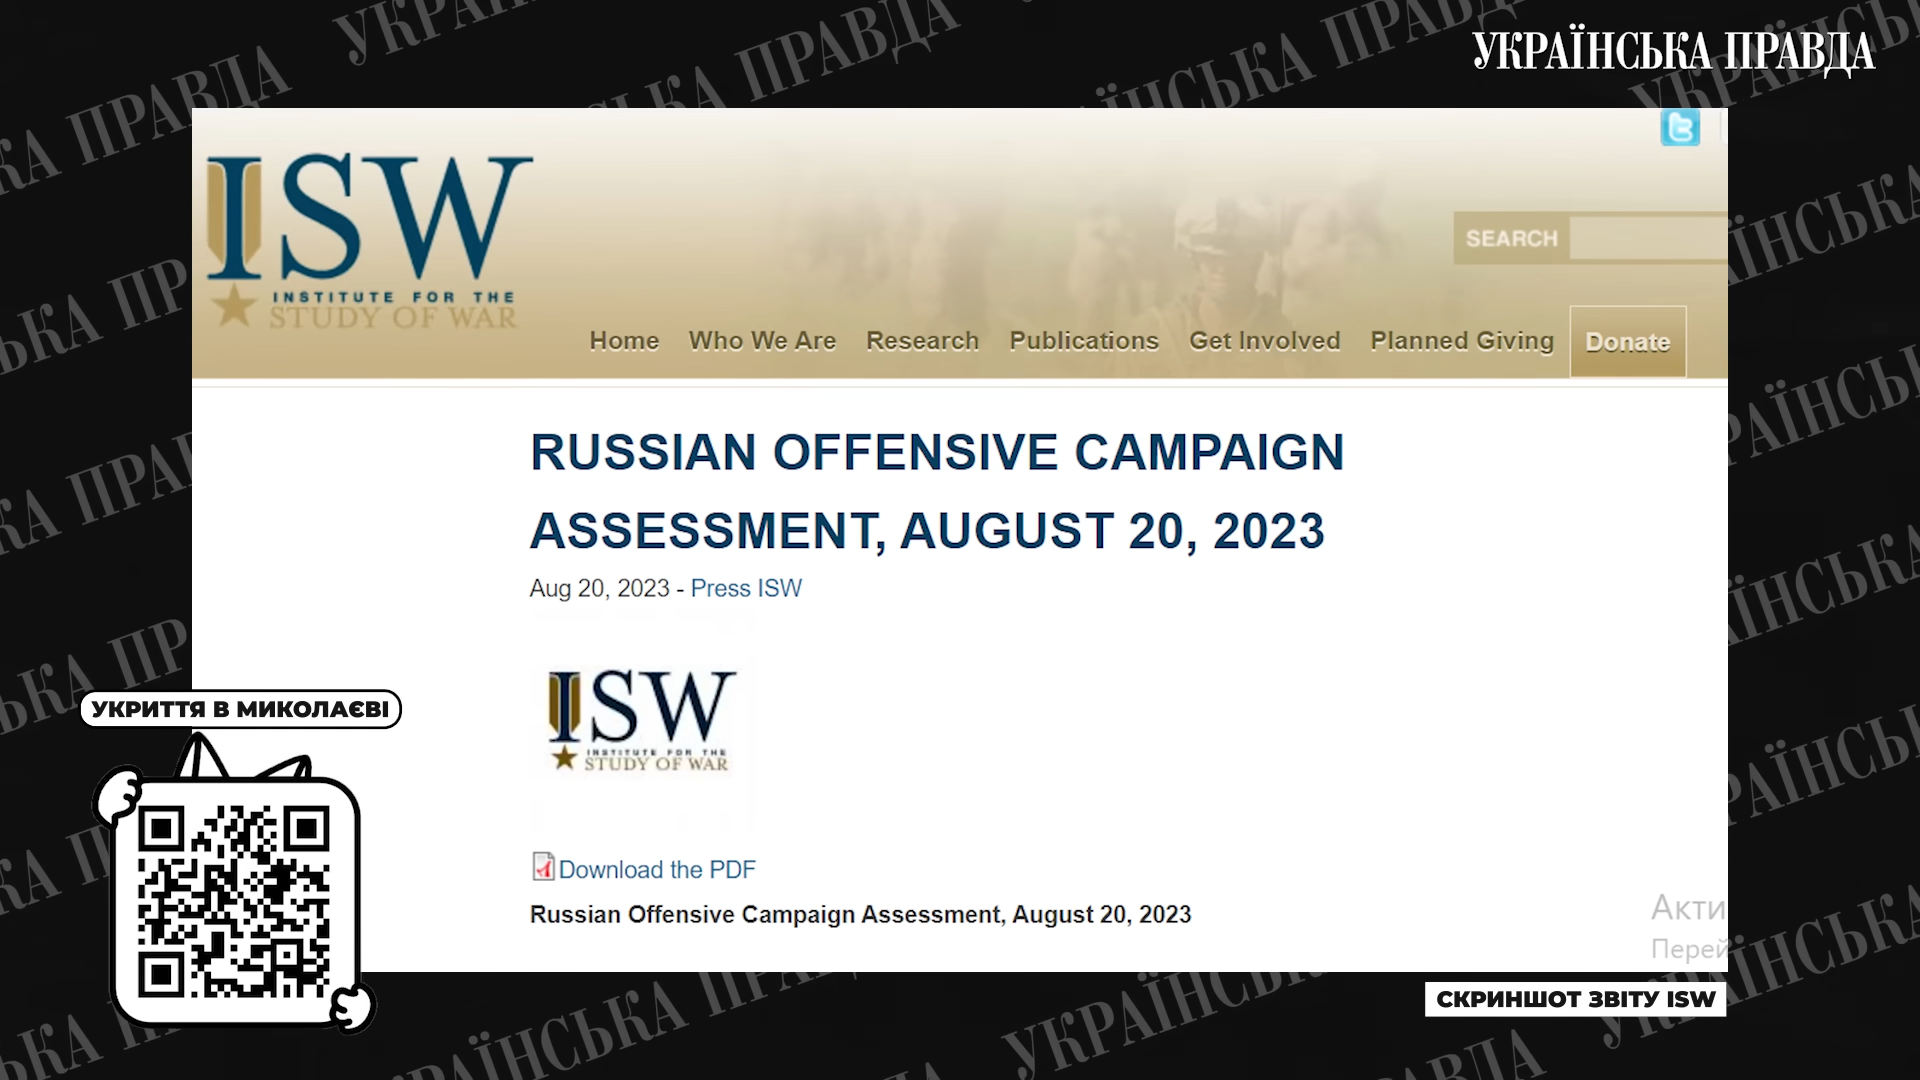 УКРАЇНСЬКА ПРАВДА
ISW
INSTITUTE FOR THE
STUDY OF WAR
SEARCH
Home Who We Are Research Publications Get Involved Planned Giving Donate
RUSSIAN OFFENSIVE CAMPAIGN
ASSESSMENT, AUGUST 20, 2023
Aug 20, 2023 - Press ISW
ISW
INSTITUTE FOR THE
STUDY OF WAR
УКРИТТЯ В МИКОЛАЄВІ
Download the PDF
Russian Offensive Campaign Assessment, August 20, 2023
Акти
Перей
СКРИНШОТ ЗВІТУ ISW